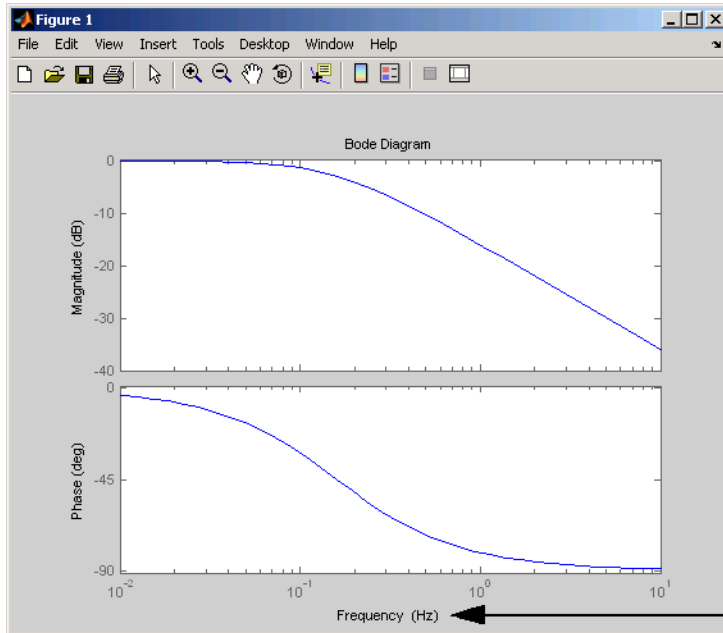 Figure 1
File Edit View Insert Tools Desktop Window Help
Bode Diagram
Magnitude (dB)
0
-10
-20
-30
-40
Phase (deg)
0
-45
-90
10^-2 10^-1 10^0 10^1
Frequency (Hz)